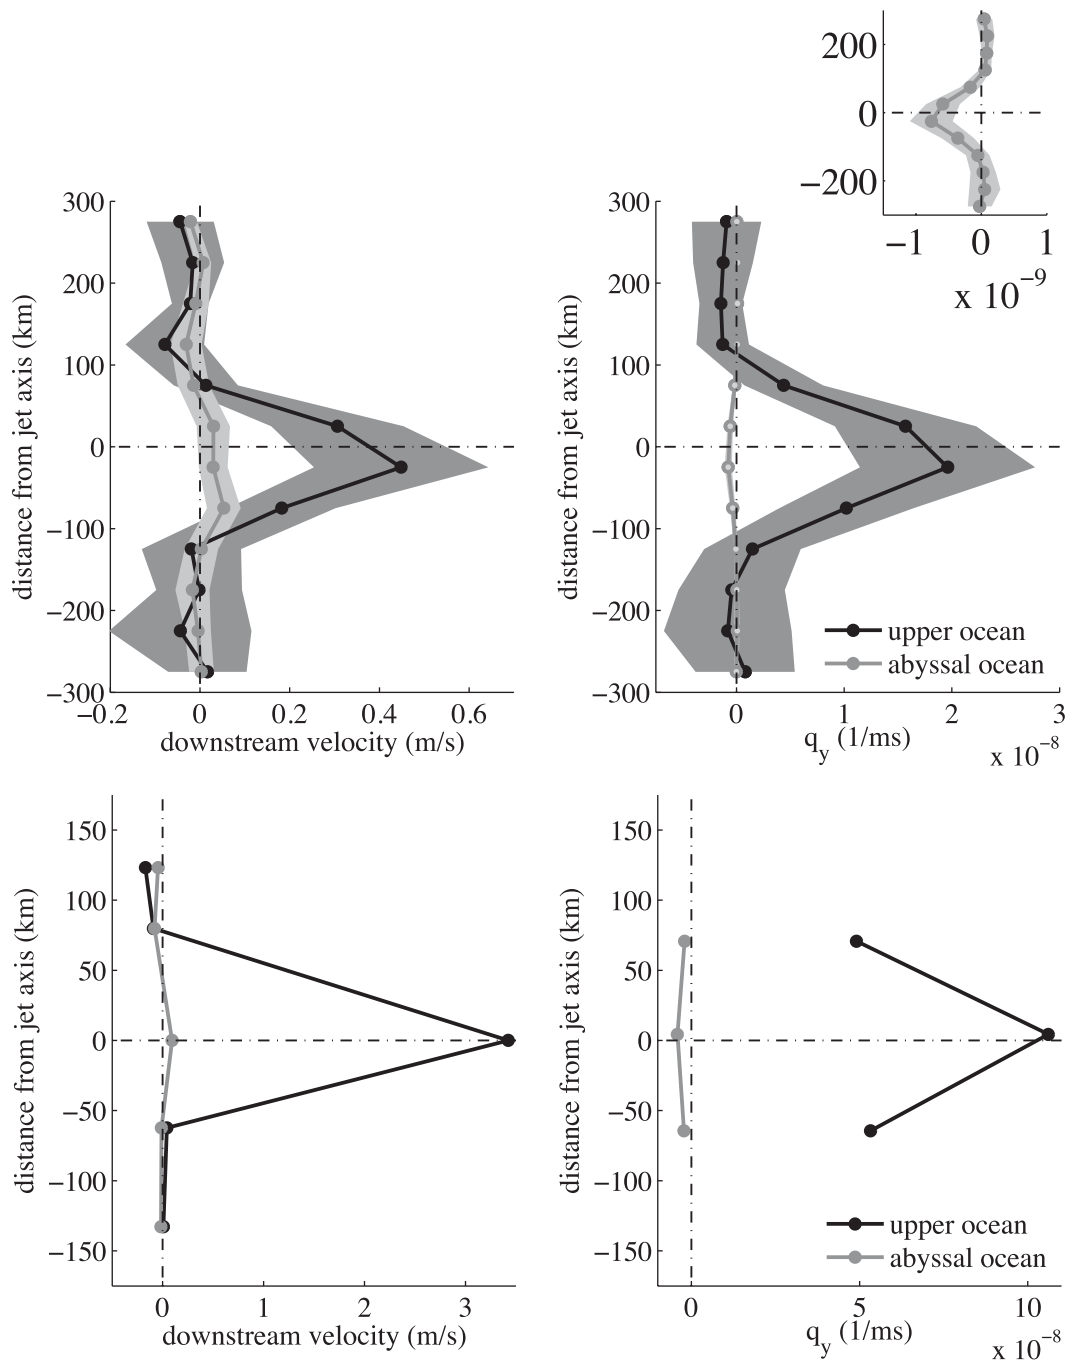 200
0
−200
−1 0 1
x 10⁻⁹
300
200
100
0
−100
−200
−300
distance from jet axis (km)
−0.2 0 0.2 0.4 0.6
downstream velocity (m/s)
300
200
100
0
−100
−200
−300
distance from jet axis (km)
upper ocean
abyssal ocean
0 1 2 3
q_y (1/ms)
x 10⁻⁸
150
100
50
0
−50
−100
−150
distance from jet axis (km)
0 1 2 3
downstream velocity (m/s)
150
100
50
0
−50
−100
−150
distance from jet axis (km)
upper ocean
abyssal ocean
0 5 10
q_y (1/ms)
x 10⁻⁸